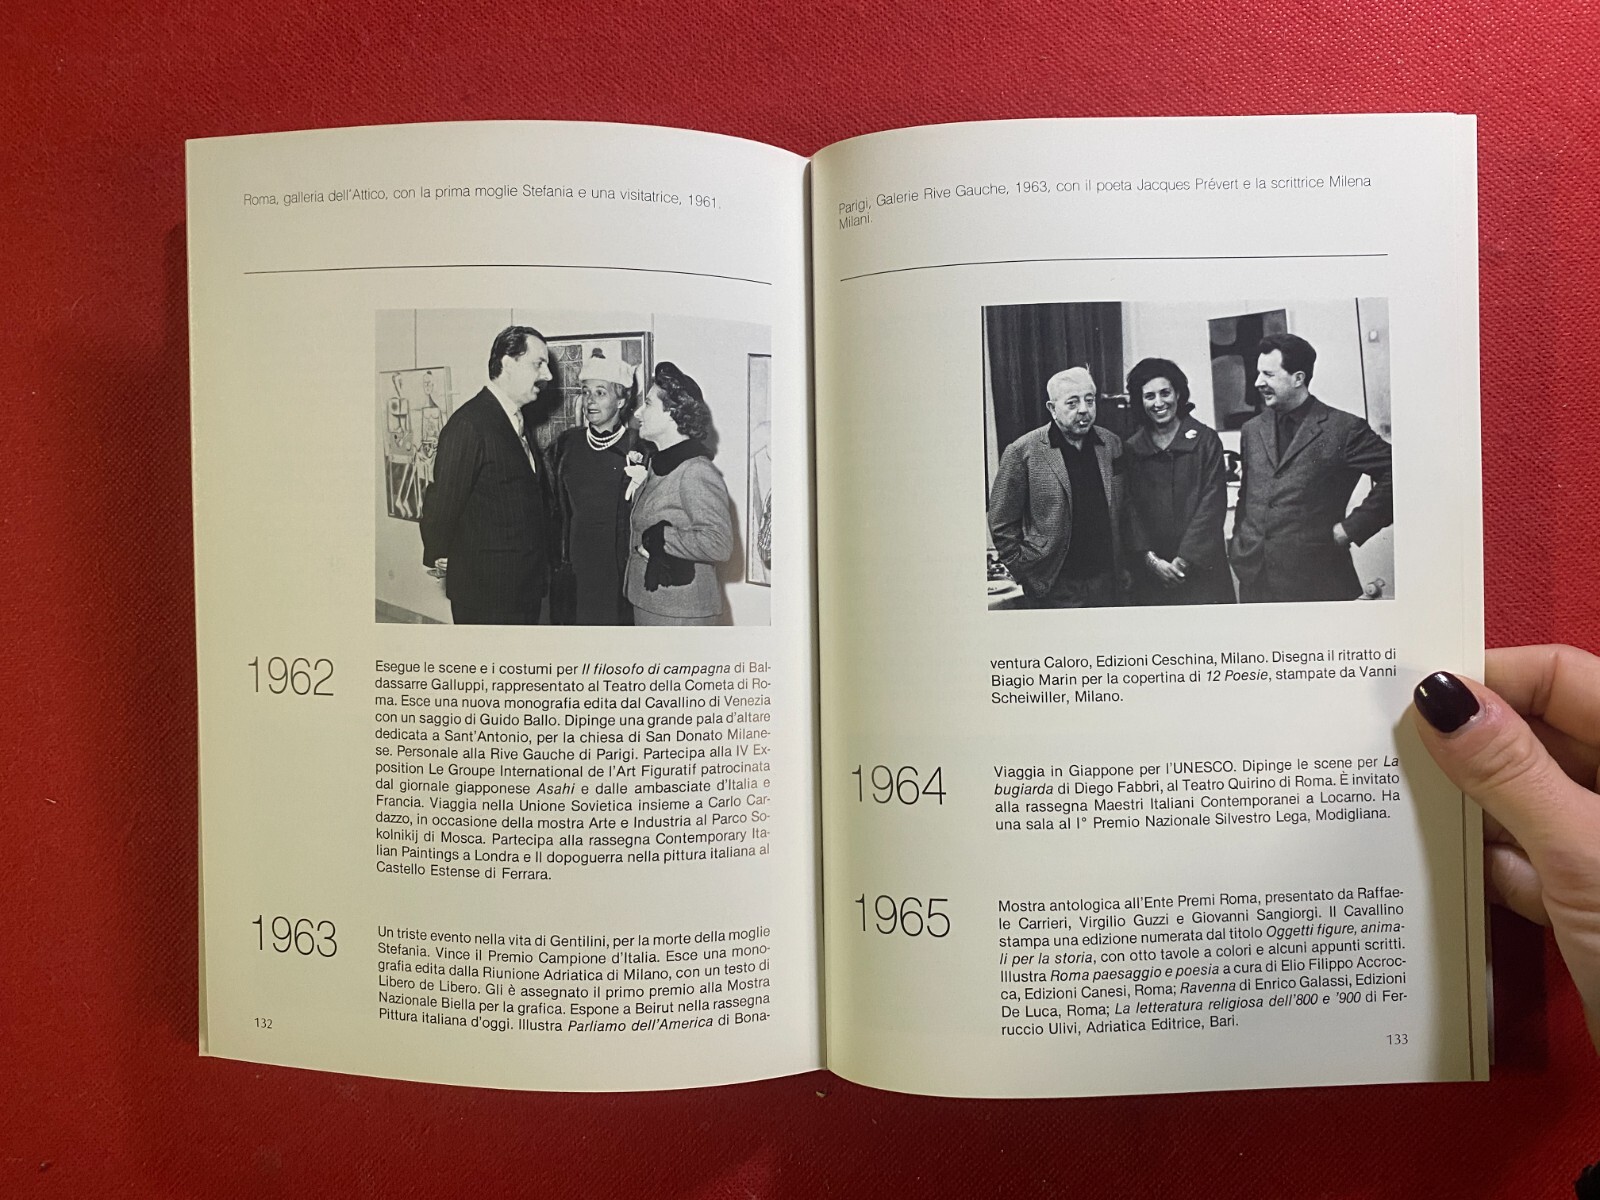 Roma, galleria dell'Attico, con la prima moglie Stefania e una visitatrice, 1961.
1962
Esegue le scene e i costumi per Il filosofo di campagna di Bal-
dassarre Galluppi, rappresentato al Teatro della Cometa di Ro-
ma. Esce una nuova monografia edita dal Cavallino di Venezia
con un saggio di Guido Ballo. Dipinge una grande pala d'altare
dedicata a Sant'Antonio, per la chiesa di San Donato Milane-
se. Personale alla Rive Gauche di Parigi. Partecipa alla IV Ex-
position Le Groupe International de l'Art Figuratif patrocinata
dal giornale giapponese Asahi e dalle ambasciate d'Italia e
Francia. Viaggia nella Unione Sovietica insieme a Carlo Car-
dazzo, in occasione della mostra Arte e Industria al Parco So-
kolnikij di Mosca. Partecipa alla rassegna Contemporary Ita-
lian Paintings a Londra e Il dopoguerra nella pittura italiana al
Castello Estense di Ferrara.
1963
Un triste evento nella vita di Gentilini, per la morte della moglie
Stefania. Vince il Premio Campione d'Italia. Esce una mono-
grafia edita dalla Riunione Adriatica di Milano, con un testo di
Libero de Libero. Gli è assegnato il primo premio alla Mostra
Nazionale Biella per la grafica. Espone a Beirut nella rassegna
Pittura italiana d'oggi. Illustra Parliamo dell'America di Bona-
132
Parigi, Galerie Rive Gauche, 1963, con il poeta Jacques Prévert e la scrittrice Milena
Milani.
ventura Caloro, Edizioni Ceschina, Milano. Disegna il ritratto di
Biagio Marin per la copertina di 12 Poesie, stampate da Vanni
Scheiwiller, Milano.
1964
Viaggia in Giappone per l'UNESCO. Dipinge le scene per La
bugiarda di Diego Fabbri, al Teatro Quirino di Roma. È invitato
alla rassegna Maestri Italiani Contemporanei a Locarno. Ha
una sala al I° Premio Nazionale Silvestro Lega, Modigliana.
1965
Mostra antologica all'Ente Premi Roma, presentato da Raffae-
le Carrieri, Virgilio Guzzi e Giovanni Sangiorgi. Il Cavallino
stampa una edizione numerata dal titolo Oggetti figure, anima-
li per la storia, con otto tavole a colori e alcuni appunti scritti.
Illustra Roma paesaggio e poesia a cura di Elio Filippo Accroc-
ca, Edizioni Canesi, Roma; Ravenna di Enrico Galassi, Edizioni
De Luca, Roma; La letteratura religiosa dell'800 e '900 di Fer-
ruccio Ulivi, Adriatica Editrice, Bari.
133